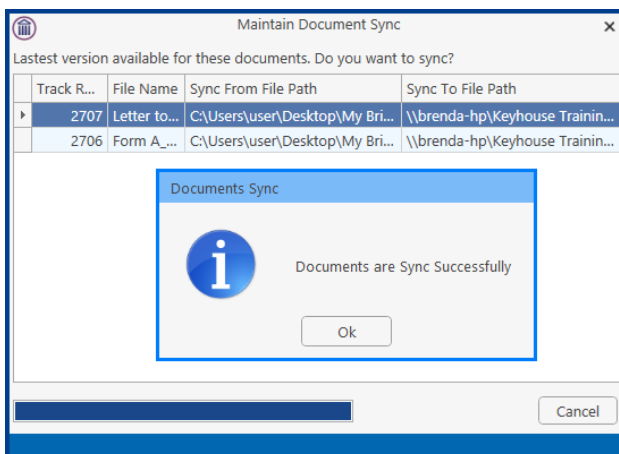 Maintain Document Sync
Lastest version available for these documents. Do you want to sync?
Track R... File Name Sync From File Path Sync To File Path
2707 Letter to... C:\Users\user\Desktop\My Bri... \\brenda-hp\Keyhouse Trainin...
2706 Form A_... C:\Users\user\Desktop\My Bri... \\brenda-hp\Keyhouse Trainin...
Documents Sync
Documents are Sync Successfully
Ok
Cancel